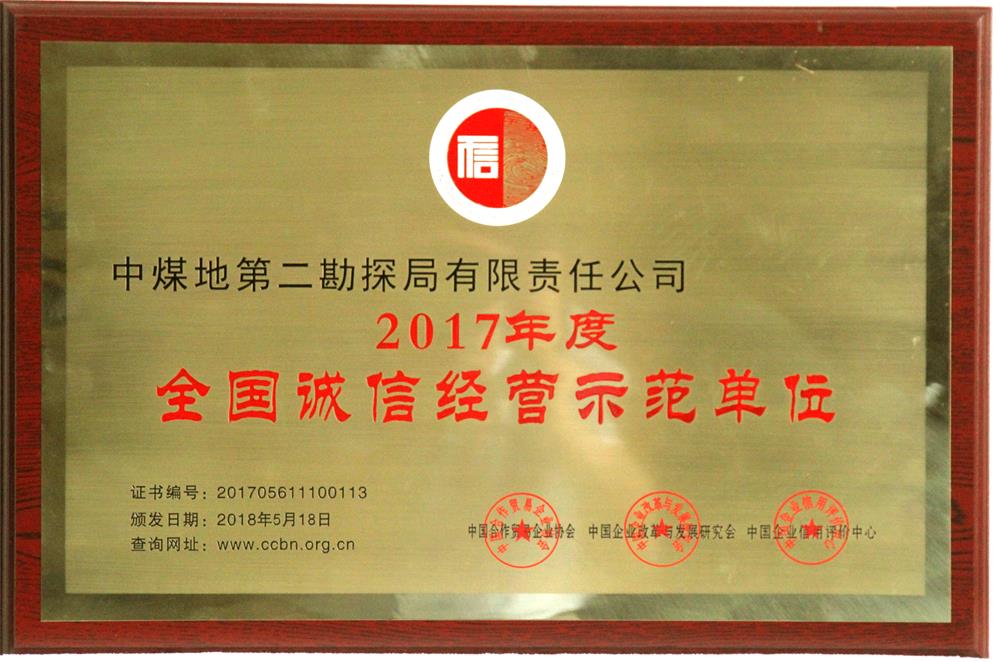 信
中煤地第二勘探局有限责任公司
2017年度
全国诚信经营示范单位
证书编号：201705611100113
颁发日期：2018年5月18日
查询网址：www.ccbn.org.cn
中国合作贸易企业协会 中国企业改革与发展研究会 中国企业信用评价中心